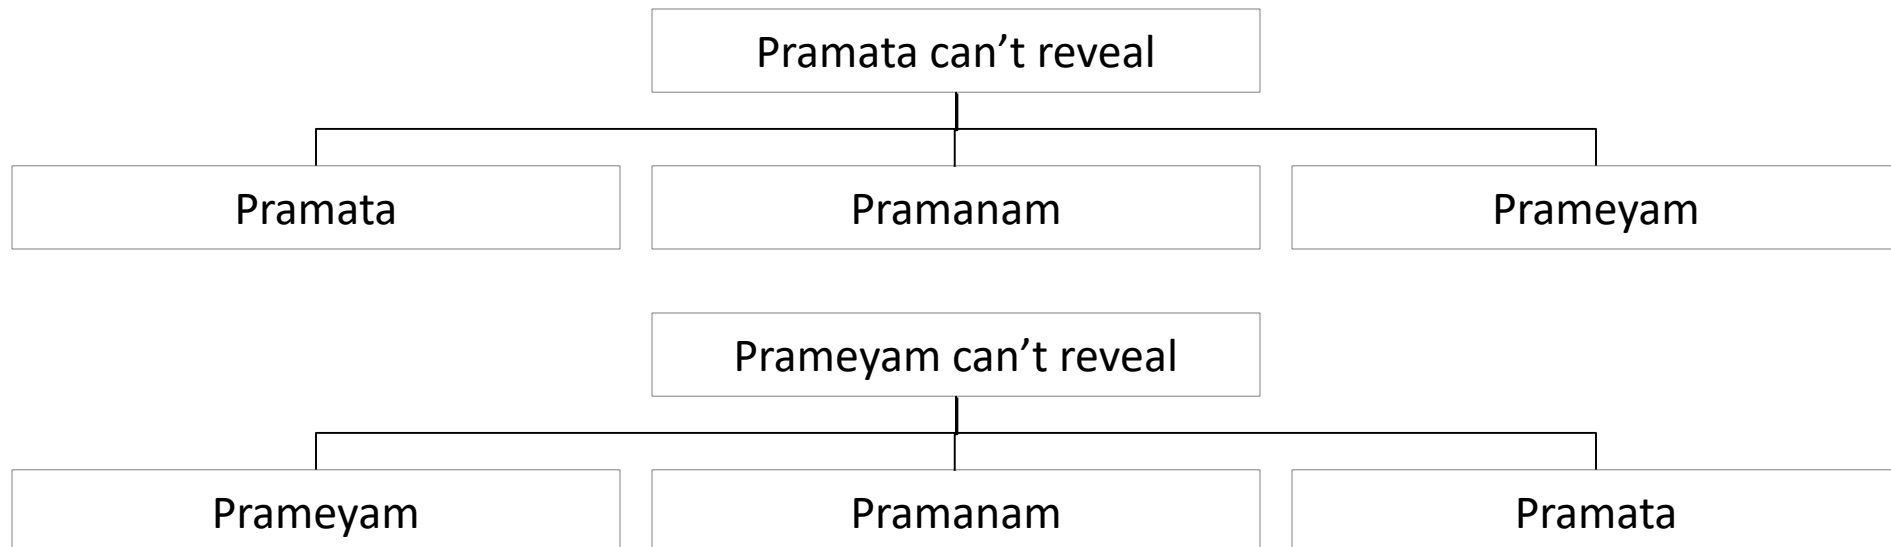 Pramata can’t reveal
Pramata
Pramanam
Prameyam
Prameyam can’t reveal
Prameyam
Pramanam
Pramata